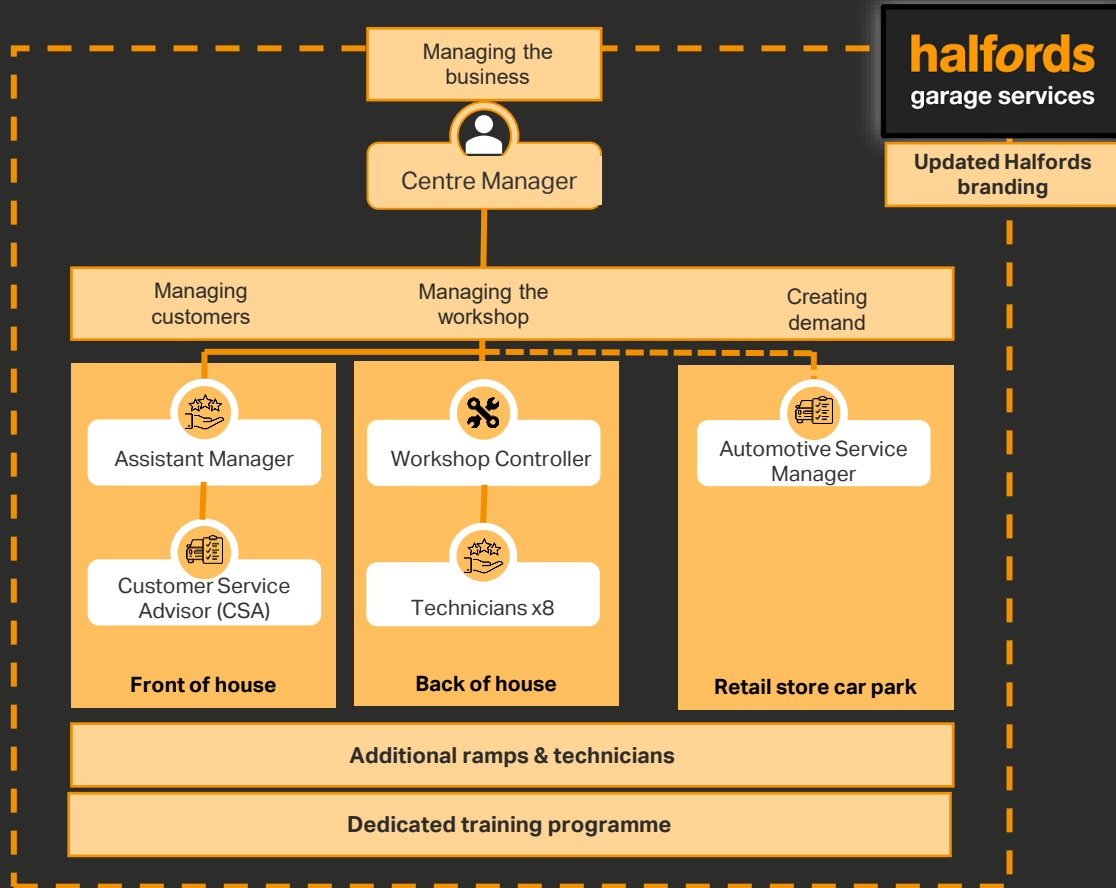 Managing the
business
halfords
garage services
Updated Halfords
branding
Centre Manager
Managing
customers
Managing the
workshop
Creating
demand
Assistant Manager
Workshop Controller
Automotive Service
Manager
Customer Service
Advisor (CSA)
Technicians x8
Front of house
Back of house
Retail store car park
Additional ramps & technicians
Dedicated training programme